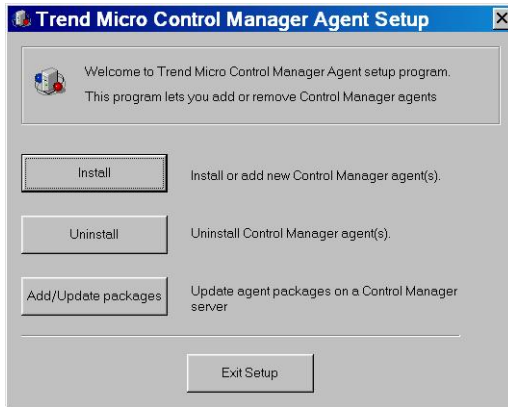 Trend Micro Control Manager Agent Setup
Welcome to Trend Micro Control Manager Agent setup program.
This program lets you add or remove Control Manager agents
Install
Install or add new Control Manager agent(s).
Uninstall
Uninstall Control Manager agent(s).
Add/Update packages
Update agent packages on a Control Manager
server
Exit Setup